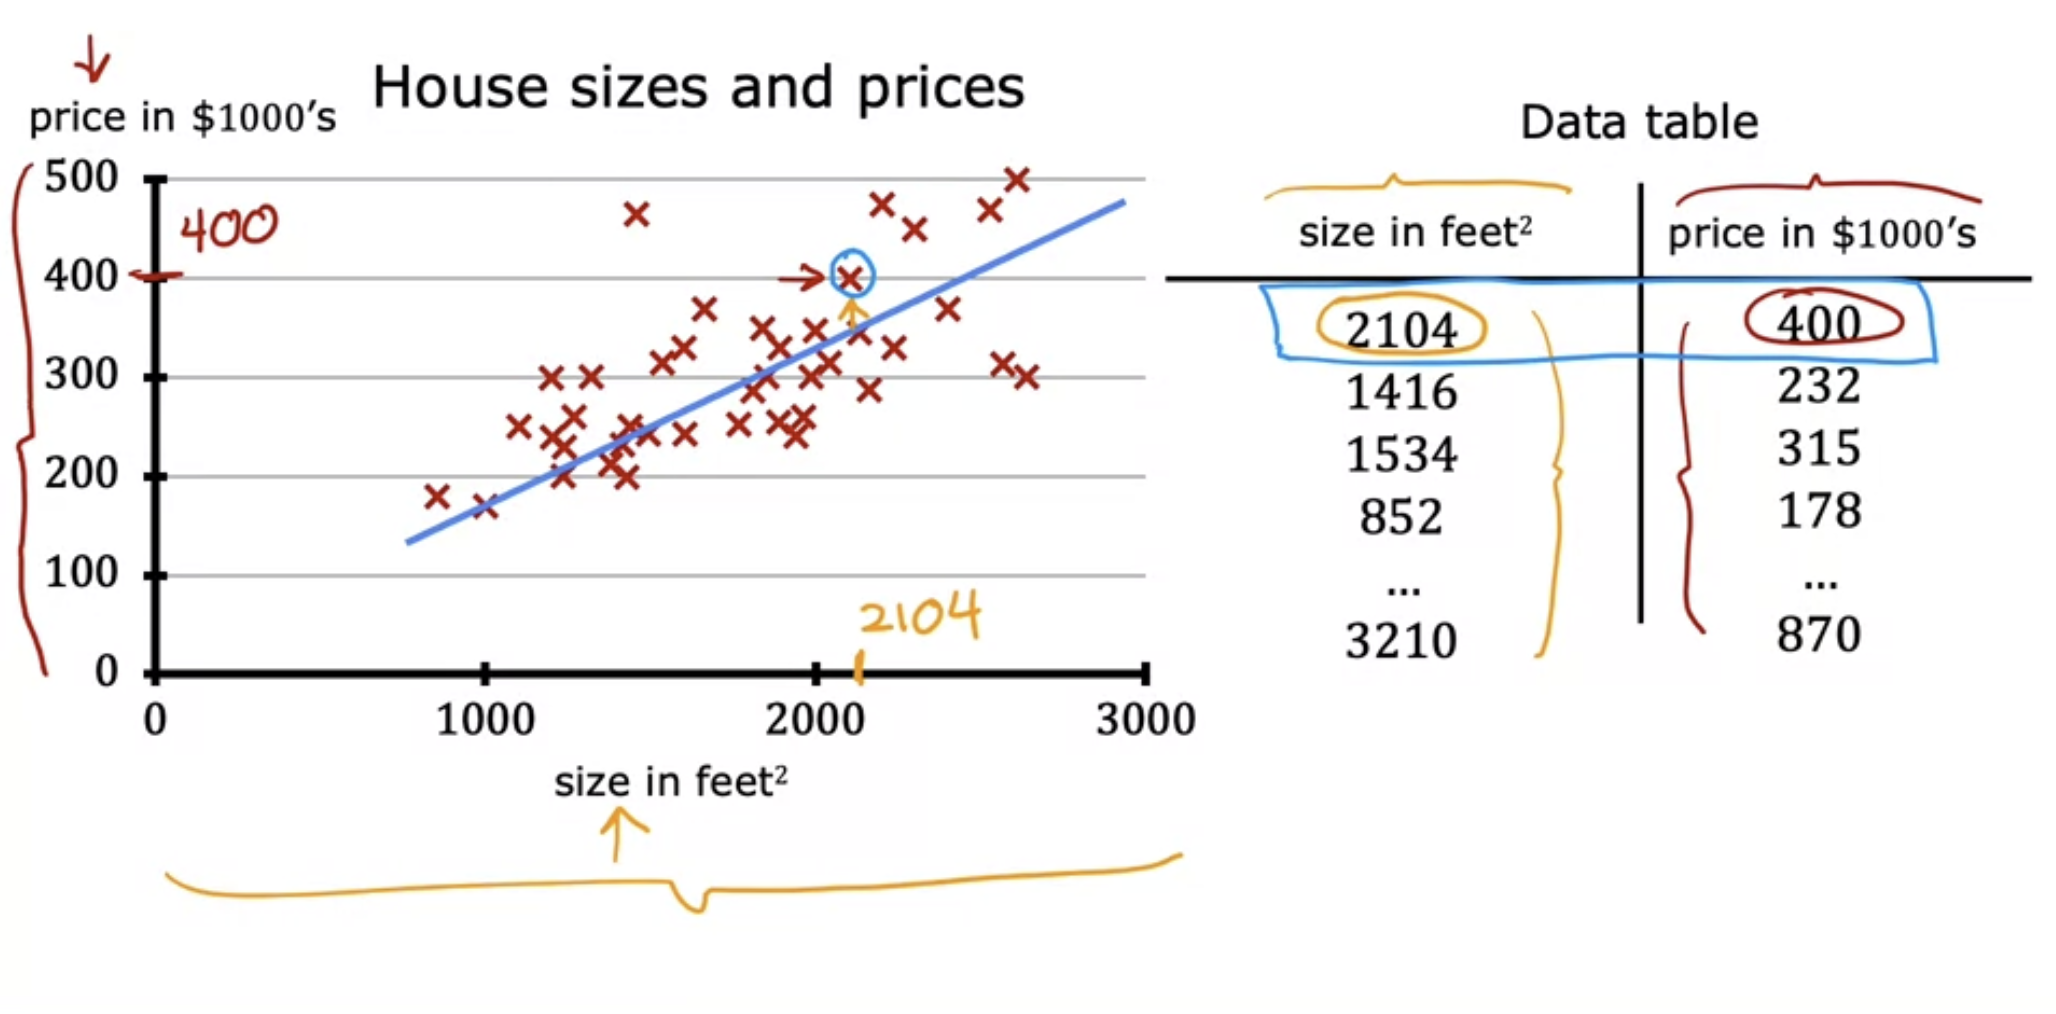 House sizes and prices
price in $1000's
500
400
400
300
200
100
0
2104
0 1000 2000 3000
size in feet²
Data table
size in feet² price in $1000's
2104 400
1416 232
1534 315
852 178
... ...
3210 870